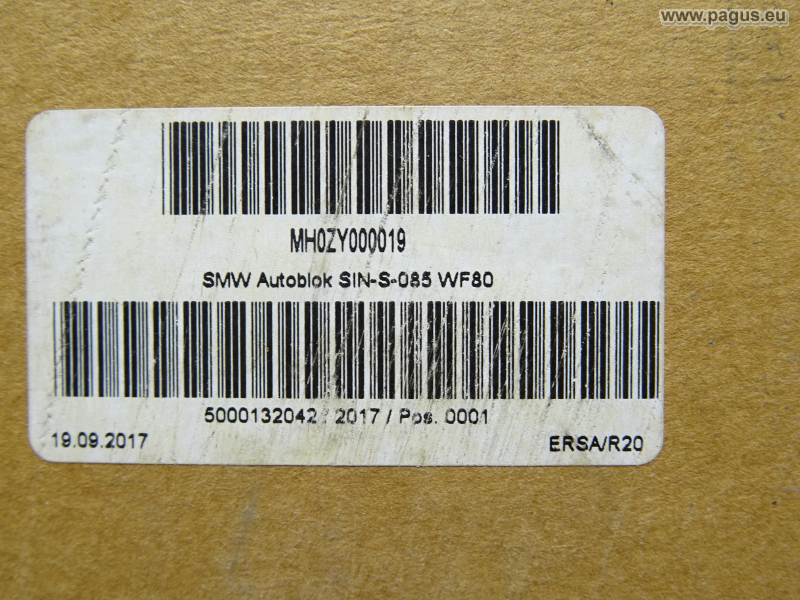 www.pagus.eu
MH0ZY000019
SMW Autoblok SIN-S-085 WF80
5000132042 / 2017 / Pos. 0001
19.09.2017
ERSA/R20